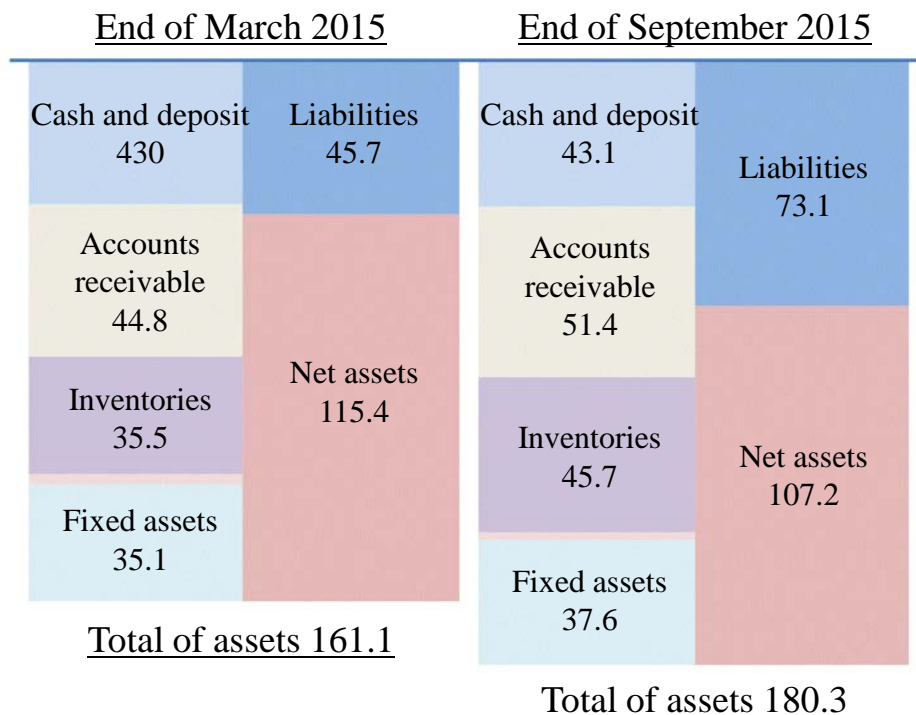 End of March 2015
Cash and deposit
430
Liabilities
45.7
Accounts
receivable
44.8
Net assets
115.4
Inventories
35.5
Fixed assets
35.1
Total of assets 161.1
End of September 2015
Cash and deposit
43.1
Liabilities
73.1
Accounts
receivable
51.4
Inventories
45.7
Net assets
107.2
Fixed assets
37.6
Total of assets 180.3